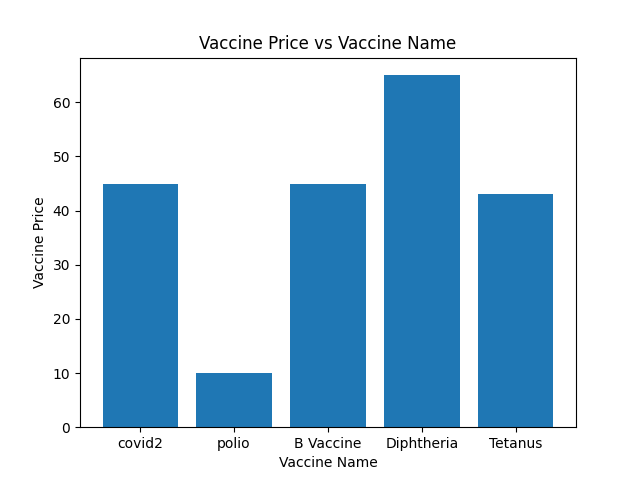 Vaccine Price vs Vaccine Name
60
50
40
30
20
10
0
Vaccine Price
covid2 polio B Vaccine Diphtheria Tetanus
Vaccine Name